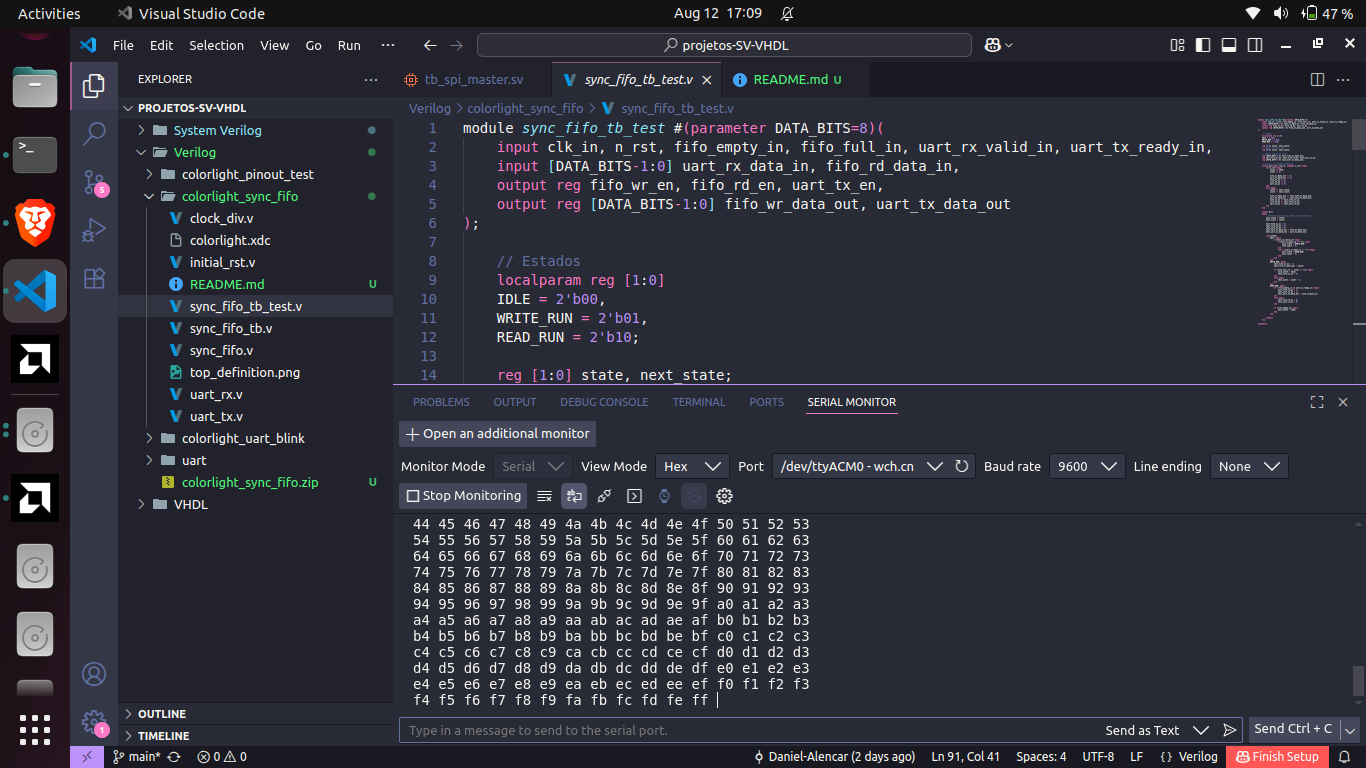 Activities
Visual Studio Code
Aug 12 17:09
47 %
File Edit Selection View Go Run ···
projetos-SV-VHDL
EXPLORER
PROJETOS-SV-VHDL
System Verilog
Verilog
colorlight_pinout_test
colorlight_sync_fifo
clock_div.v
colorlight.xdc
initial_rst.v
README.md U
sync_fifo_tb_test.v
sync_fifo_tb.v
sync_fifo.v
top_definition.png
uart_rx.v
uart_tx.v
colorlight_uart_blink
uart
colorlight_sync_fifo.zip U
VHDL
OUTLINE
TIMELINE
5
1
tb_spi_master.sv
sync_fifo_tb_test.v
README.md U
Verilog > colorlight_sync_fifo > sync_fifo_tb_test.v
1 module sync_fifo_tb_test #(parameter DATA_BITS=8)(
2 input clk_in, n_rst, fifo_empty_in, fifo_full_in, uart_rx_valid_in, uart_tx_ready_in,
3 input [DATA_BITS-1:0] uart_rx_data_in, fifo_rd_data_in,
4 output reg fifo_wr_en, fifo_rd_en, uart_tx_en,
5 output reg [DATA_BITS-1:0] fifo_wr_data_out, uart_tx_data_out
6 );
7
8 // Estados
9 localparam reg [1:0]
10 IDLE = 2'b00,
11 WRITE_RUN = 2'b01,
12 READ_RUN = 2'b10;
13
14 reg [1:0] state, next_state;
PROBLEMS OUTPUT DEBUG CONSOLE TERMINAL PORTS SERIAL MONITOR
Open an additional monitor
Monitor Mode Serial View Mode Hex Port /dev/ttyACM0 - wch.cn Baud rate 9600 Line ending None
Stop Monitoring
44 45 46 47 48 49 4a 4b 4c 4d 4e 4f 50 51 52 53
54 55 56 57 58 59 5a 5b 5c 5d 5e 5f 60 61 62 63
64 65 66 67 68 69 6a 6b 6c 6d 6e 6f 70 71 72 73
74 75 76 77 78 79 7a 7b 7c 7d 7e 7f 80 81 82 83
84 85 86 87 88 89 8a 8b 8c 8d 8e 8f 90 91 92 93
94 95 96 97 98 99 9a 9b 9c 9d 9e 9f a0 a1 a2 a3
a4 a5 a6 a7 a8 a9 aa ab ac ad ae af b0 b1 b2 b3
b4 b5 b6 b7 b8 b9 ba bb bc bd be bf c0 c1 c2 c3
c4 c5 c6 c7 c8 c9 ca cb cc cd ce cf d0 d1 d2 d3
d4 d5 d6 d7 d8 d9 da db dc dd de df e0 e1 e2 e3
e4 e5 e6 e7 e8 e9 ea eb ec ed ee ef f0 f1 f2 f3
f4 f5 f6 f7 f8 f9 fa fb fc fd fe ff
Type in a message to send to the serial port.
Send as Text
Send Ctrl + C
main* 0 0 Daniel-Alencar (2 days ago) Ln 91, Col 41 Spaces: 4 UTF-8 LF {} Verilog Finish Setup